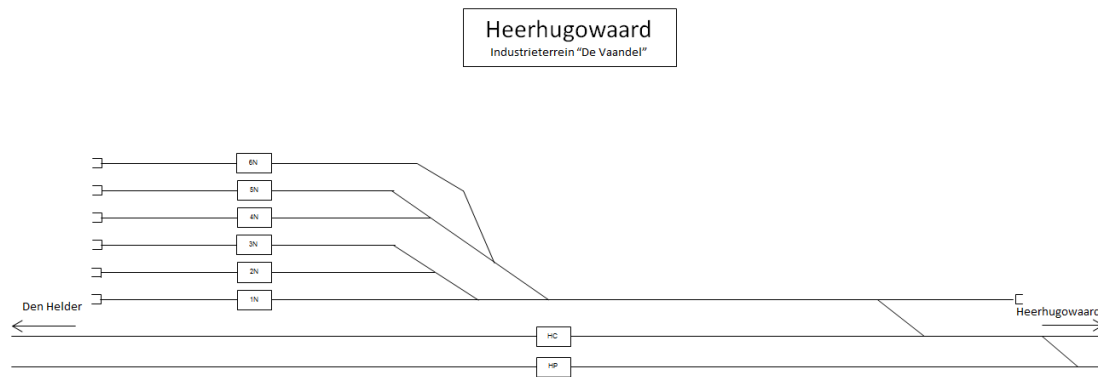 Heerhugowaard
Industrieterrein “De Vaandel”
6N
5N
4N
3N
2N
1N
Den Helder
Heerhugowaard
HC
HP